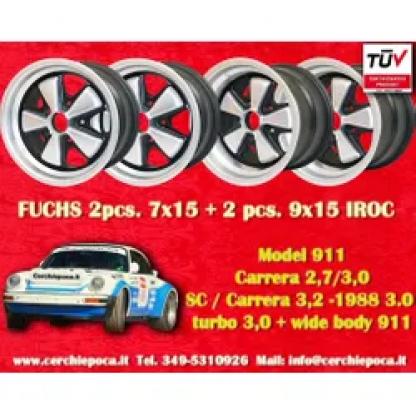 TÜV
FUCHS 2pcs. 7x15 + 2 pcs. 9x15 IROC
Model 911
Carrera 2,7/3,0
SC / Carrera 3,2 -1988 3.0
turbo 3,0 + wide body 911
Cerchiepoca.it
www.cerchiepoca.it Tel. 349-5310926 Mail: info@cerchiepoca.it